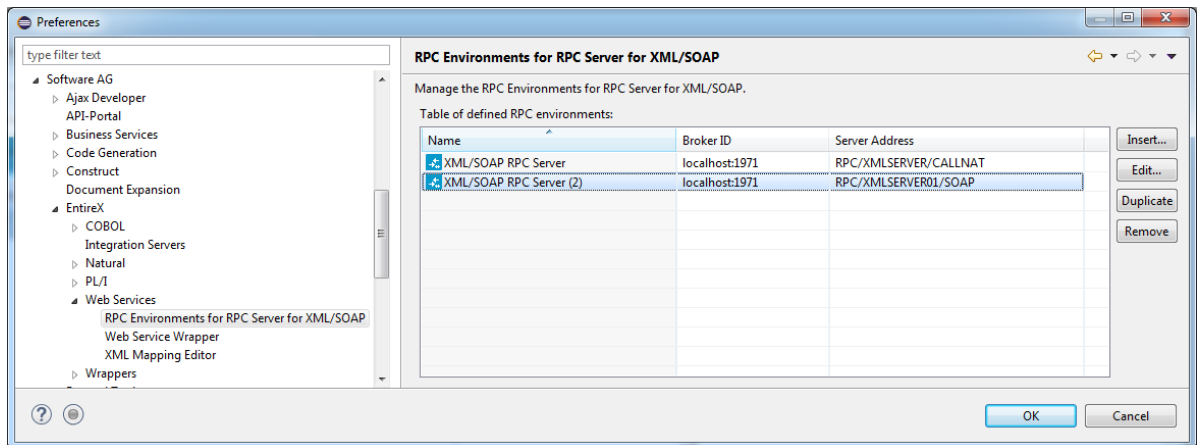 Preferences
type filter text
Software AG
Ajax Developer
API-Portal
Business Services
Code Generation
Construct
Document Expansion
EntireX
COBOL
Integration Servers
Natural
PL/I
Web Services
RPC Environments for RPC Server for XML/SOAP
Web Service Wrapper
XML Mapping Editor
Wrappers
RPC Environments for RPC Server for XML/SOAP
Manage the RPC Environments for RPC Server for XML/SOAP.
Table of defined RPC environments:
Name Broker ID Server Address
XML/SOAP RPC Server localhost:1971 RPC/XMLSERVER/CALLNAT
XML/SOAP RPC Server (2) localhost:1971 RPC/XMLSERVER01/SOAP
Insert...
Edit...
Duplicate
Remove
OK Cancel